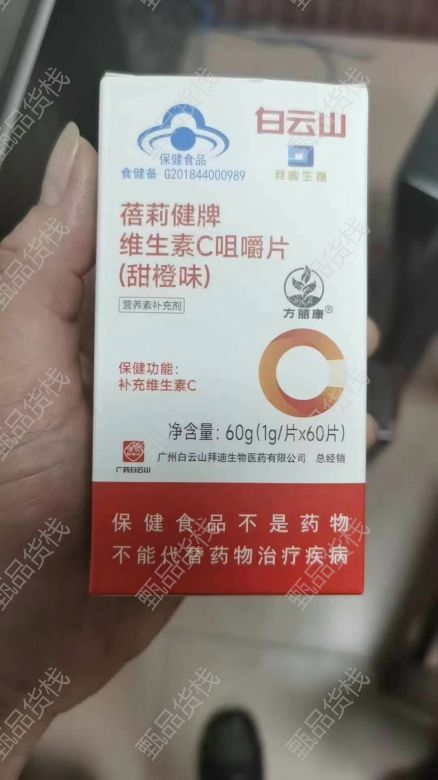 白云山
拜迪生物
保健食品
食健备 G201844000989
蓓莉健牌
维生素C咀嚼片
(甜橙味)
营养素补充剂
方丽康®
保健功能:
补充维生素C
净含量: 60g(1g/片x60片)
广药白云山
广州白云山拜迪生物医药有限公司 总经销
保健食品不是药物
不能代替药物治疗疾病
甄品货栈